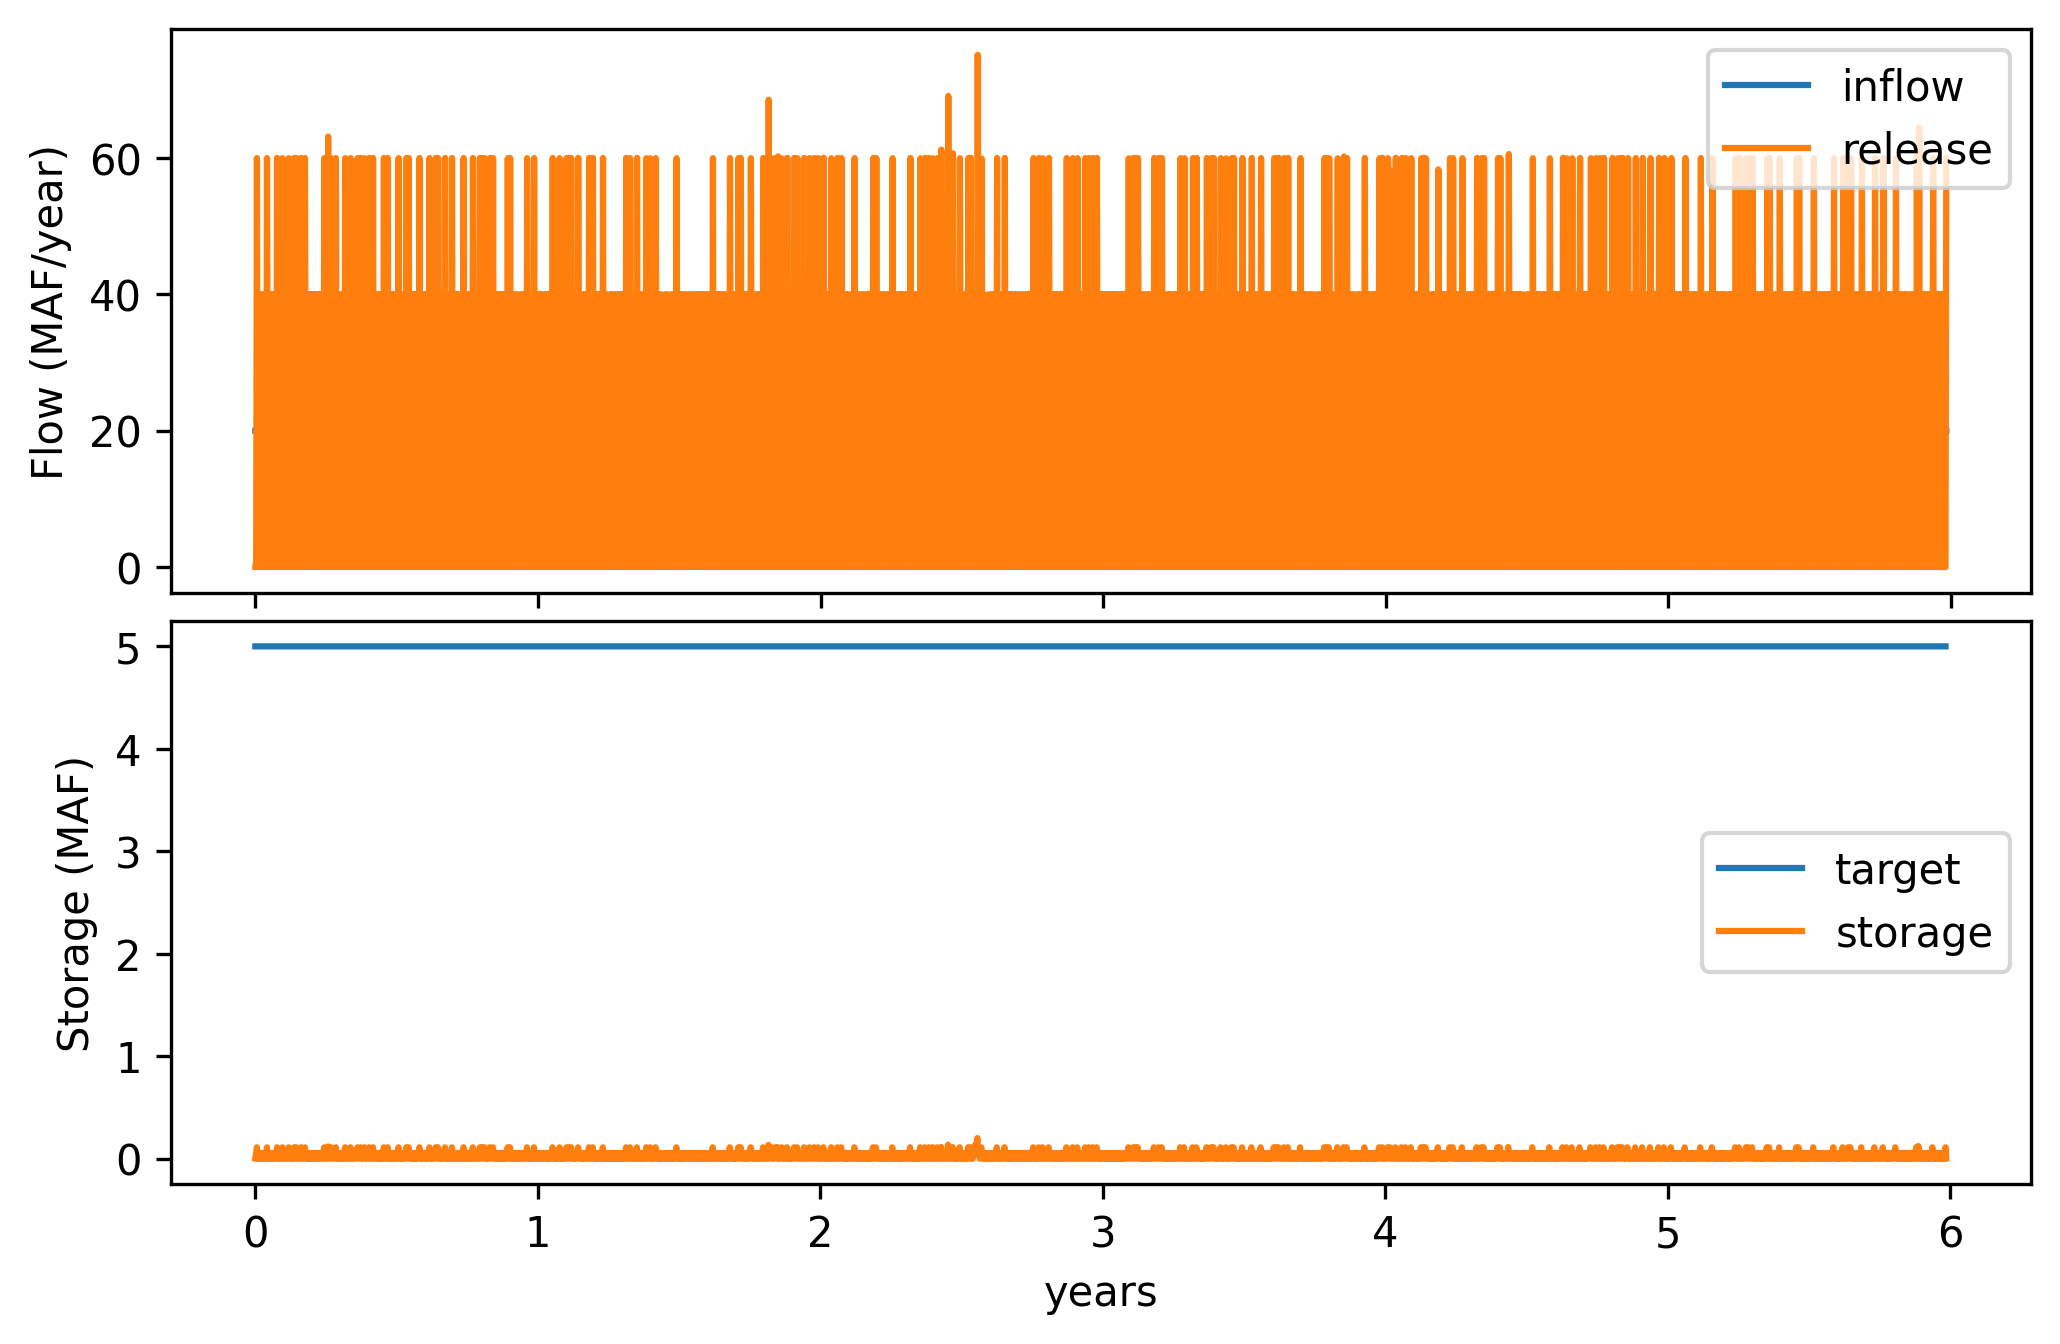 Flow (MAF/year)
60
40
20
0
inflow
release
Storage (MAF)
5
4
3
2
1
0
target
storage
0 1 2 3 4 5 6
years